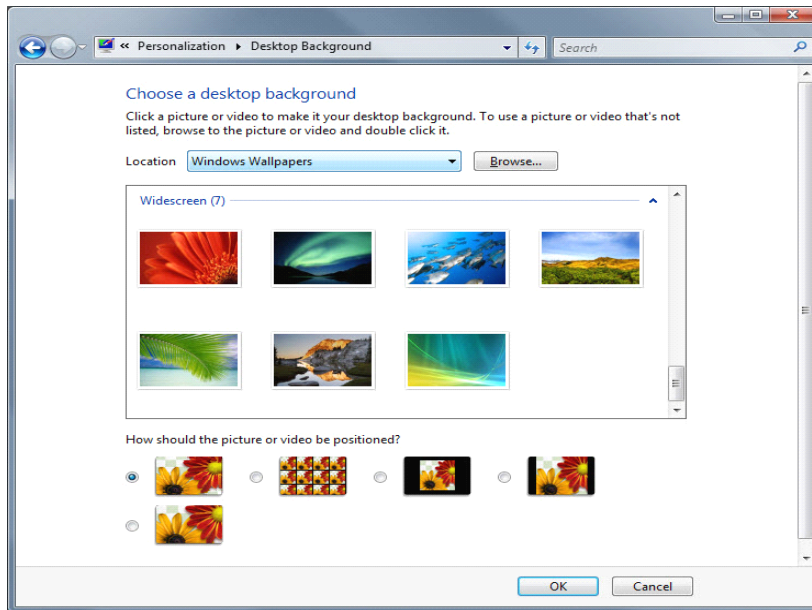 « Personalization ▸ Desktop Background
Search
Choose a desktop background
Click a picture or video to make it your desktop background. To use a picture or video that's not
listed, browse to the picture or video and double click it.
Location Windows Wallpapers Browse...
Widescreen (7)
How should the picture or video be positioned?
OK Cancel